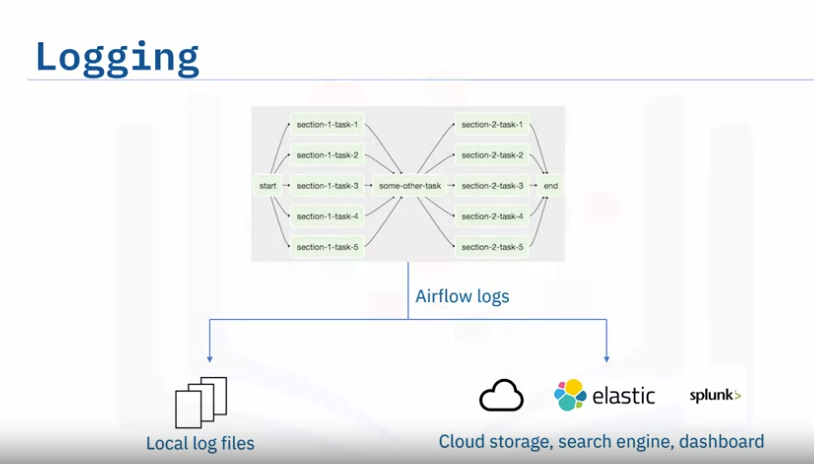 Logging
section-1-task-1
section-2-task-1
section-1-task-2
section-2-task-2
start
section-1-task-3
some-other-task
section-2-task-3
end
section-1-task-4
section-2-task-4
section-1-task-5
section-2-task-5
Airflow logs
elastic
splunk>
Local log files
Cloud storage, search engine, dashboard